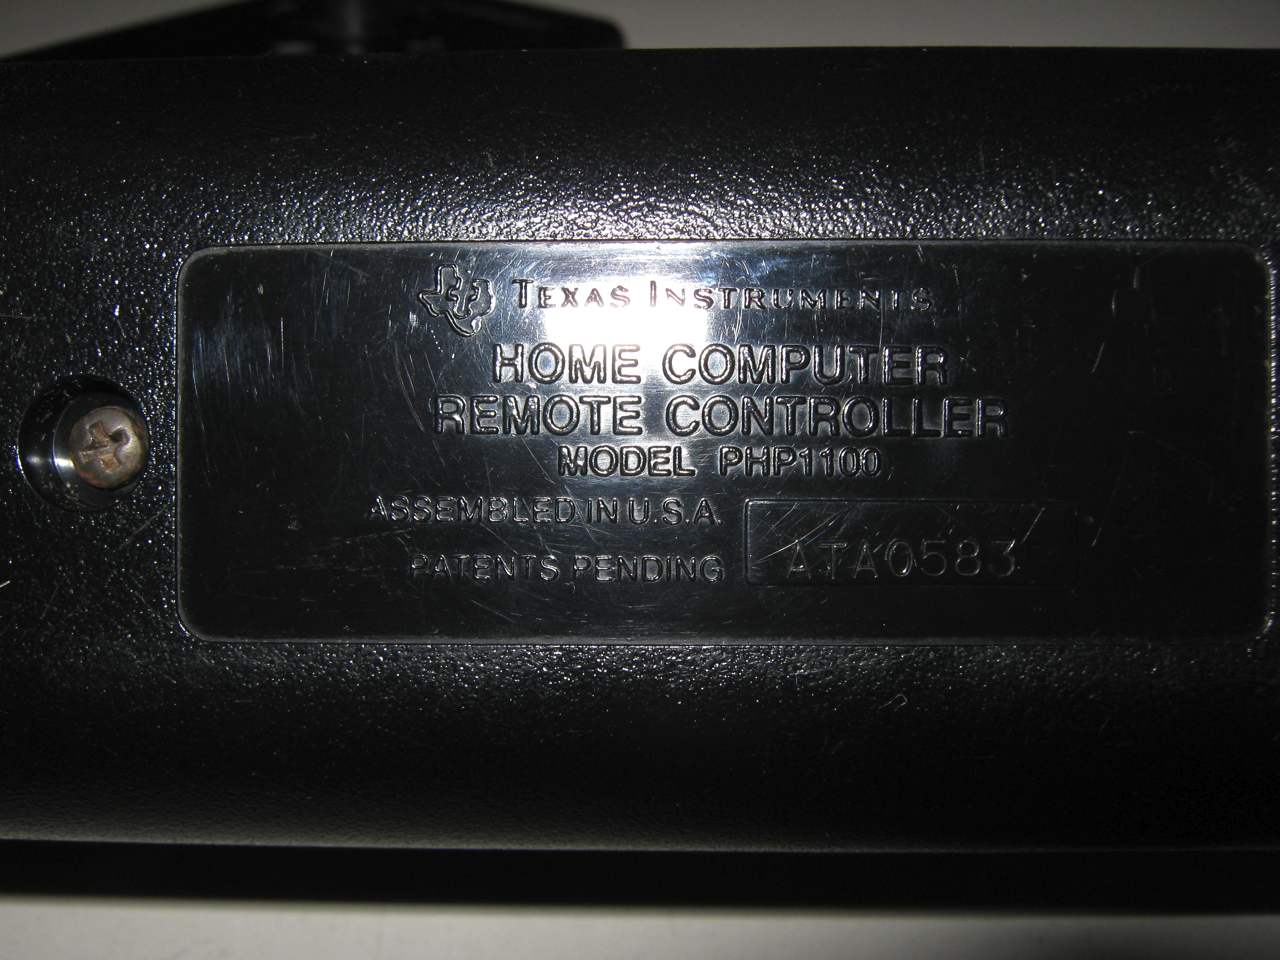 TEXAS INSTRUMENTS
HOME COMPUTER
REMOTE CONTROLLER
MODEL PHP1100
ASSEMBLED IN U.S.A.
PATENTS PENDING
ATA0583